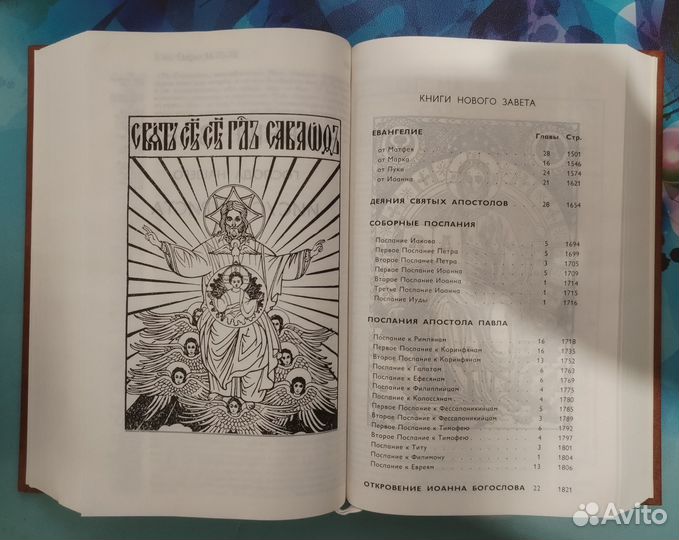 СВѦТЪ СЕ҃ СЕ҃ ГД҃Ь САВАѠѲЪ
КНИГИ НОВОГО ЗАВЕТА
ЕВАНГЕЛИЕ Главы Стр.
от Матфея 28 1501
от Марка 16 1546
от Луки 24 1574
от Иоанна 21 1621
ДЕЯНИЯ СВЯТЫХ АПОСТОЛОВ 28 1654
СОБОРНЫЕ ПОСЛАНИЯ
Послание Иакова 5 1694
Первое Послание Петра 5 1699
Второе Послание Петра 3 1705
Первое Послание Иоанна 5 1709
Второе Послание Иоанна 1 1714
Третье Послание Иоанна 1 1715
Послание Иуды 1 1716
ПОСЛАНИЯ АПОСТОЛА ПАВЛА
Послание к Римлянам 16 1718
Первое Послание к Коринфянам 16 1735
Второе Послание к Коринфянам 13 1752
Послание к Галатам 6 1763
Послание к Ефесянам 6 1769
Послание к Филиппийцам 4 1775
Послание к Колоссянам 4 1780
Первое Послание к Фессалоникийцам 5 1785
Второе Послание к Фессалоникийцам 3 1789
Первое Послание к Тимофею 6 1792
Второе Послание к Тимофею 4 1797
Послание к Титу 3 1801
Послание к Филимону 1 1804
Послание к Евреям 13 1806
ОТКРОВЕНИЕ ИОАННА БОГОСЛОВА 22 1821
Avito